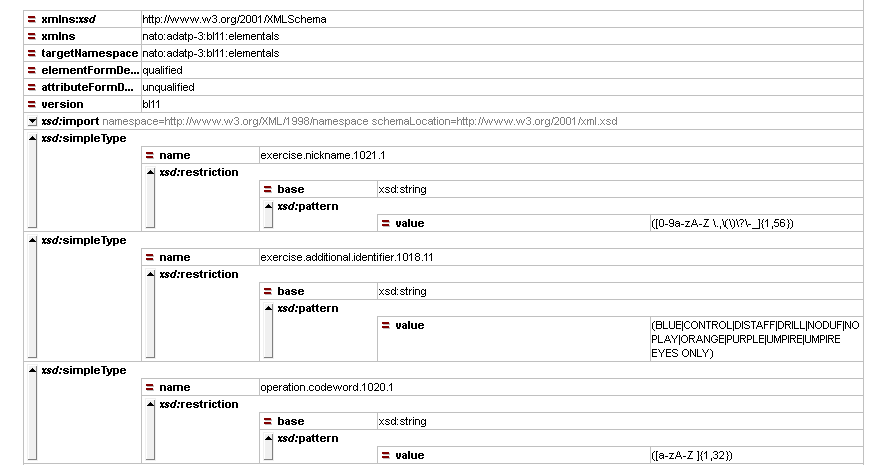 = xmlns:xsd http://www.w3.org/2001/XMLSchema
= xmlns nato:adatp-3:bl11:elementals
= targetNamespace nato:adatp-3:bl11:elementals
= elementFormDe... qualified
= attributeFormD... unqualified
= version bl11
xsd:import namespace=http://www.w3.org/XML/1998/namespace schemaLocation=http://www.w3.org/2001/xml.xsd
xsd:simpleType
= name exercise.nickname.1021.1
xsd:restriction
= base xsd:string
xsd:pattern
= value ([0-9a-zA-Z \.,\(\)\?\-_]{1,56})
xsd:simpleType
= name exercise.additional.identifier.1018.11
xsd:restriction
= base xsd:string
xsd:pattern
= value (BLUE|CONTROL|DISTAFF|DRILL|NODUF|NO
PLAY|ORANGE|PURPLE|UMPIRE|UMPIRE
EYES ONLY)
xsd:simpleType
= name operation.codeword.1020.1
xsd:restriction
= base xsd:string
xsd:pattern
= value ([a-zA-Z ]{1,32})